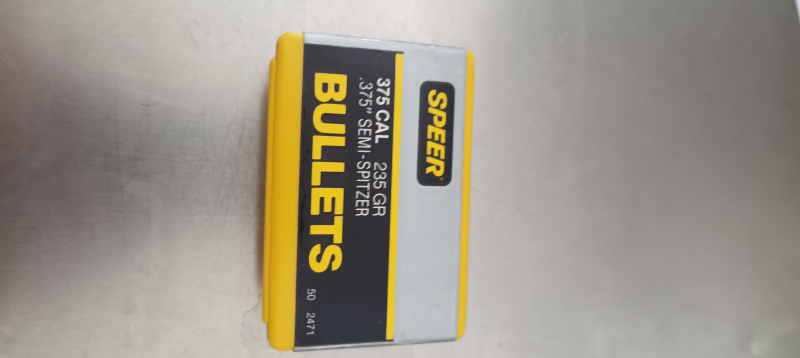 SPEER
375 CAL 235 GR
.375" SEMI-SPITZER
BULLETS
50 2471